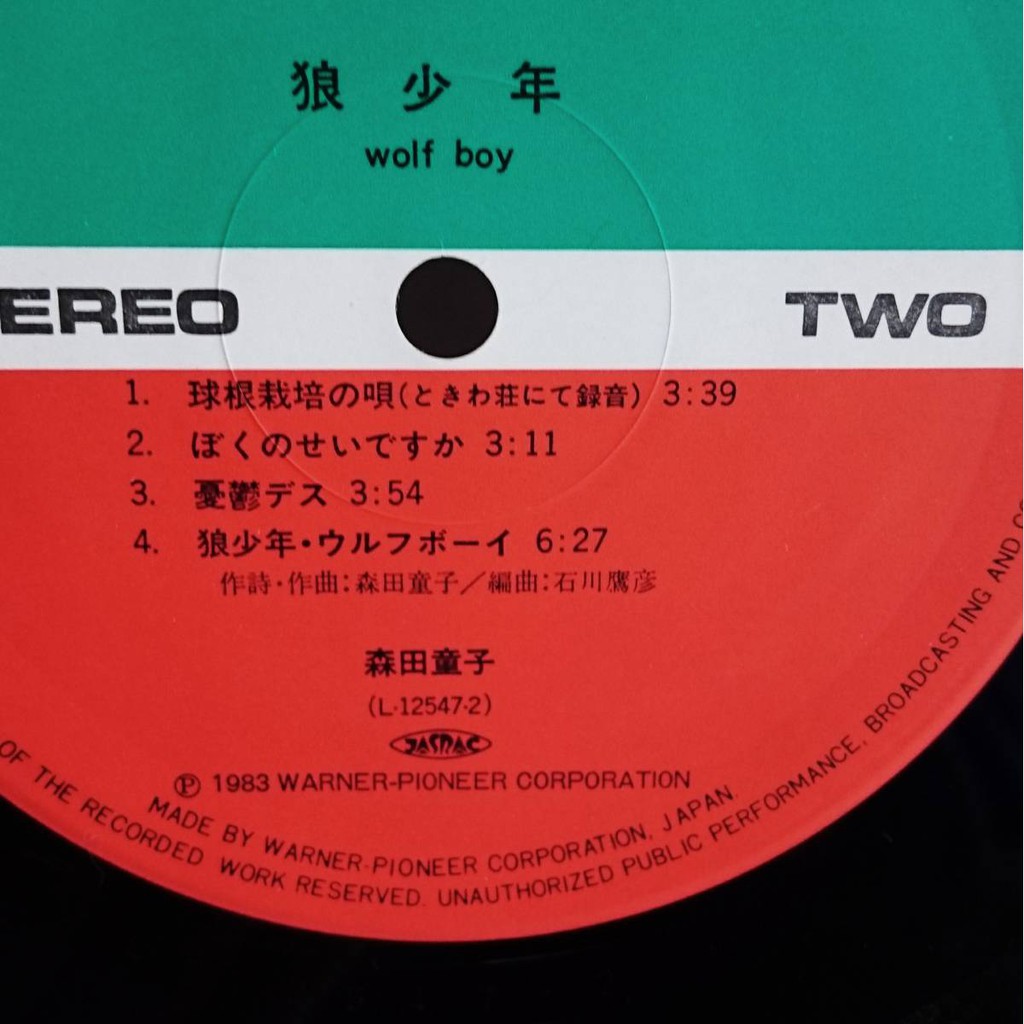 狼少年
wolf boy
EREO
TWO
1. 球根栽培の唄(ときわ荘にて録音) 3:39
2. ぼくのせいですか 3:11
3. 憂鬱デス 3:54
4. 狼少年・ウルフボーイ 6:27
作詩・作曲:森田童子/編曲:石川鷹彦
森田童子
(L-12547-2)
JASRAC
Ⓟ 1983 WARNER-PIONEER CORPORATION
MADE BY WARNER-PIONEER CORPORATION, JAPAN.
OF THE RECORDED WORK RESERVED. UNAUTHORIZED PUBLIC PERFORMANCE, BROADCASTING AND CO